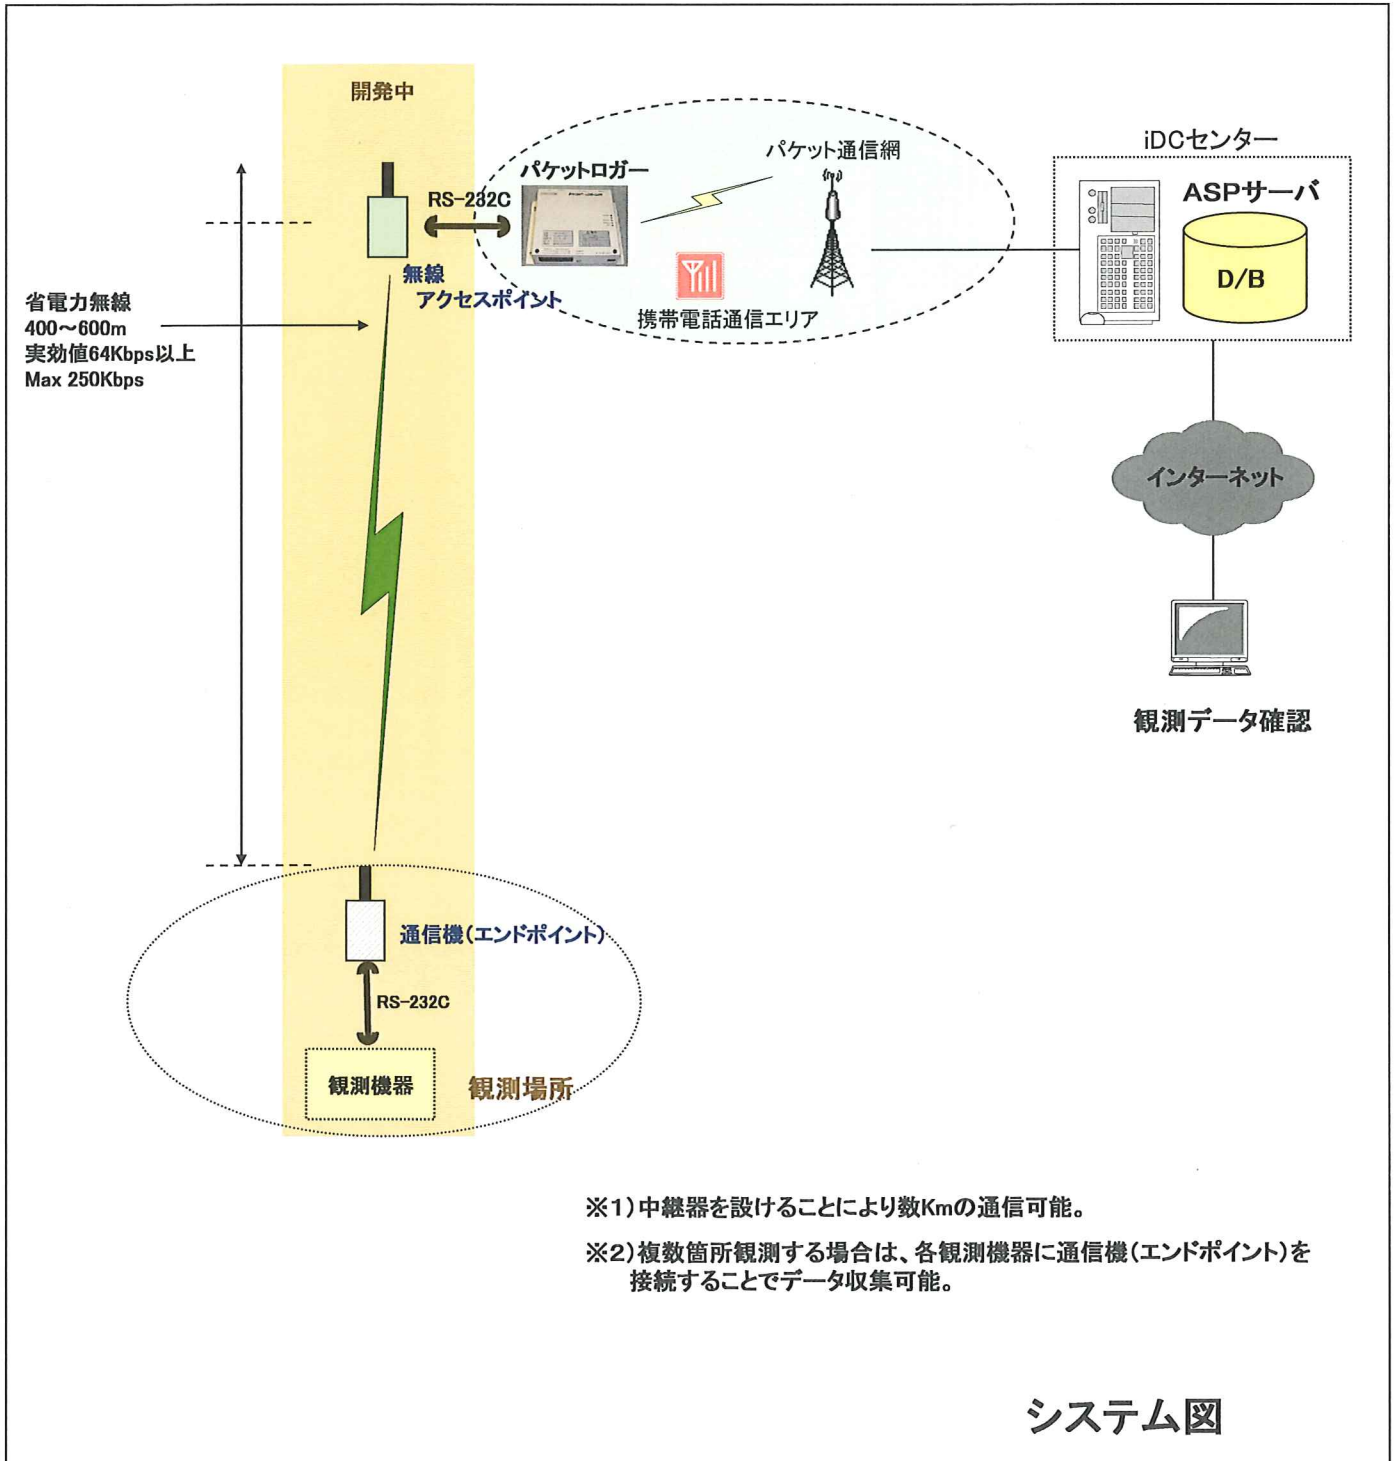 開発中
パケットロガー
パケット通信網
iDCセンター
ASPサーバ
RS-232C
D/B
無線
アクセスポイント
携帯電話通信エリア
省電力無線
400～600m
実効値64Kbps以上
Max 250Kbps
インターネット
観測データ確認
通信機(エンドポイント)
RS-232C
観測機器
観測場所
※1)中継器を設けることにより数Kmの通信可能。
※2)複数箇所観測する場合は、各観測機器に通信機(エンドポイント)を
接続することでデータ収集可能。
システム図